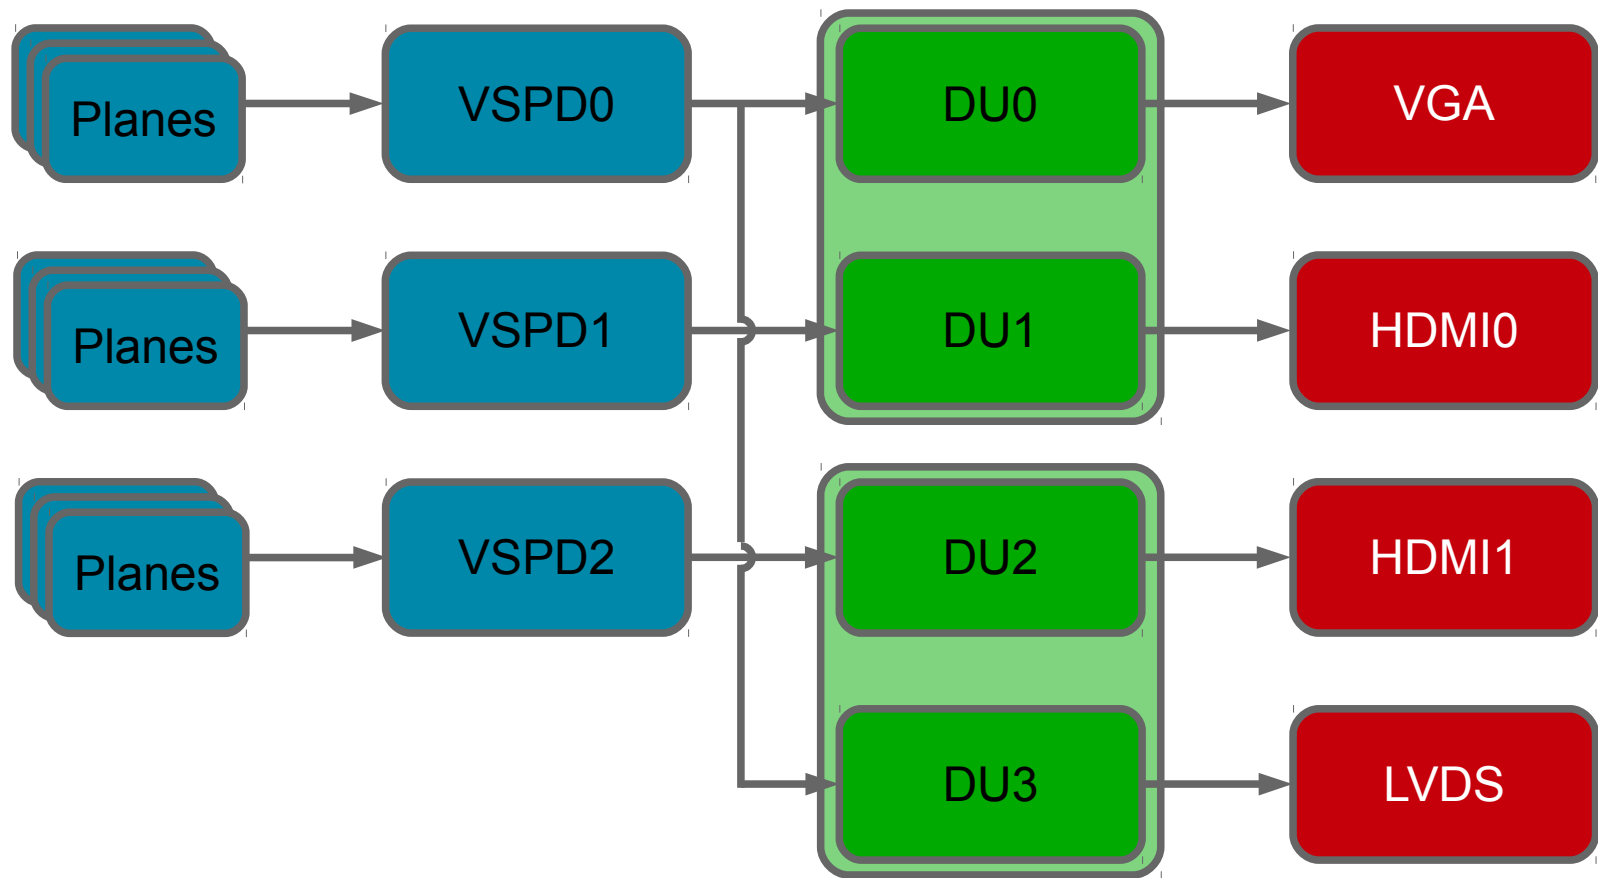 Planes
VSPD0
DU0
VGA
Planes
VSPD1
DU1
HDMI0
Planes
VSPD2
DU2
HDMI1
DU3
LVDS